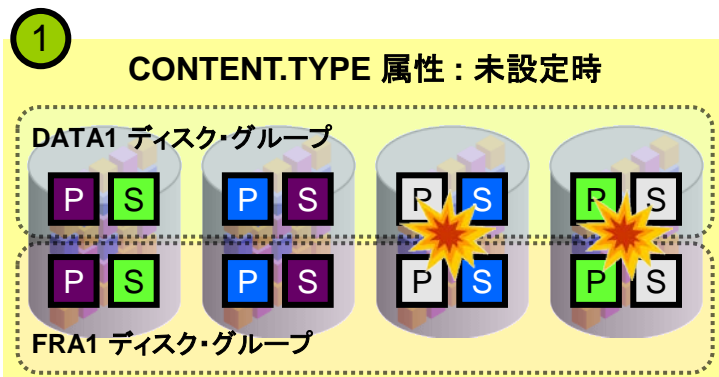 1
CONTENT.TYPE 属性 : 未設定時
DATA1 ディスク・グループ
P S P S P S P S
P S P S P S P S
FRA1 ディスク・グループ